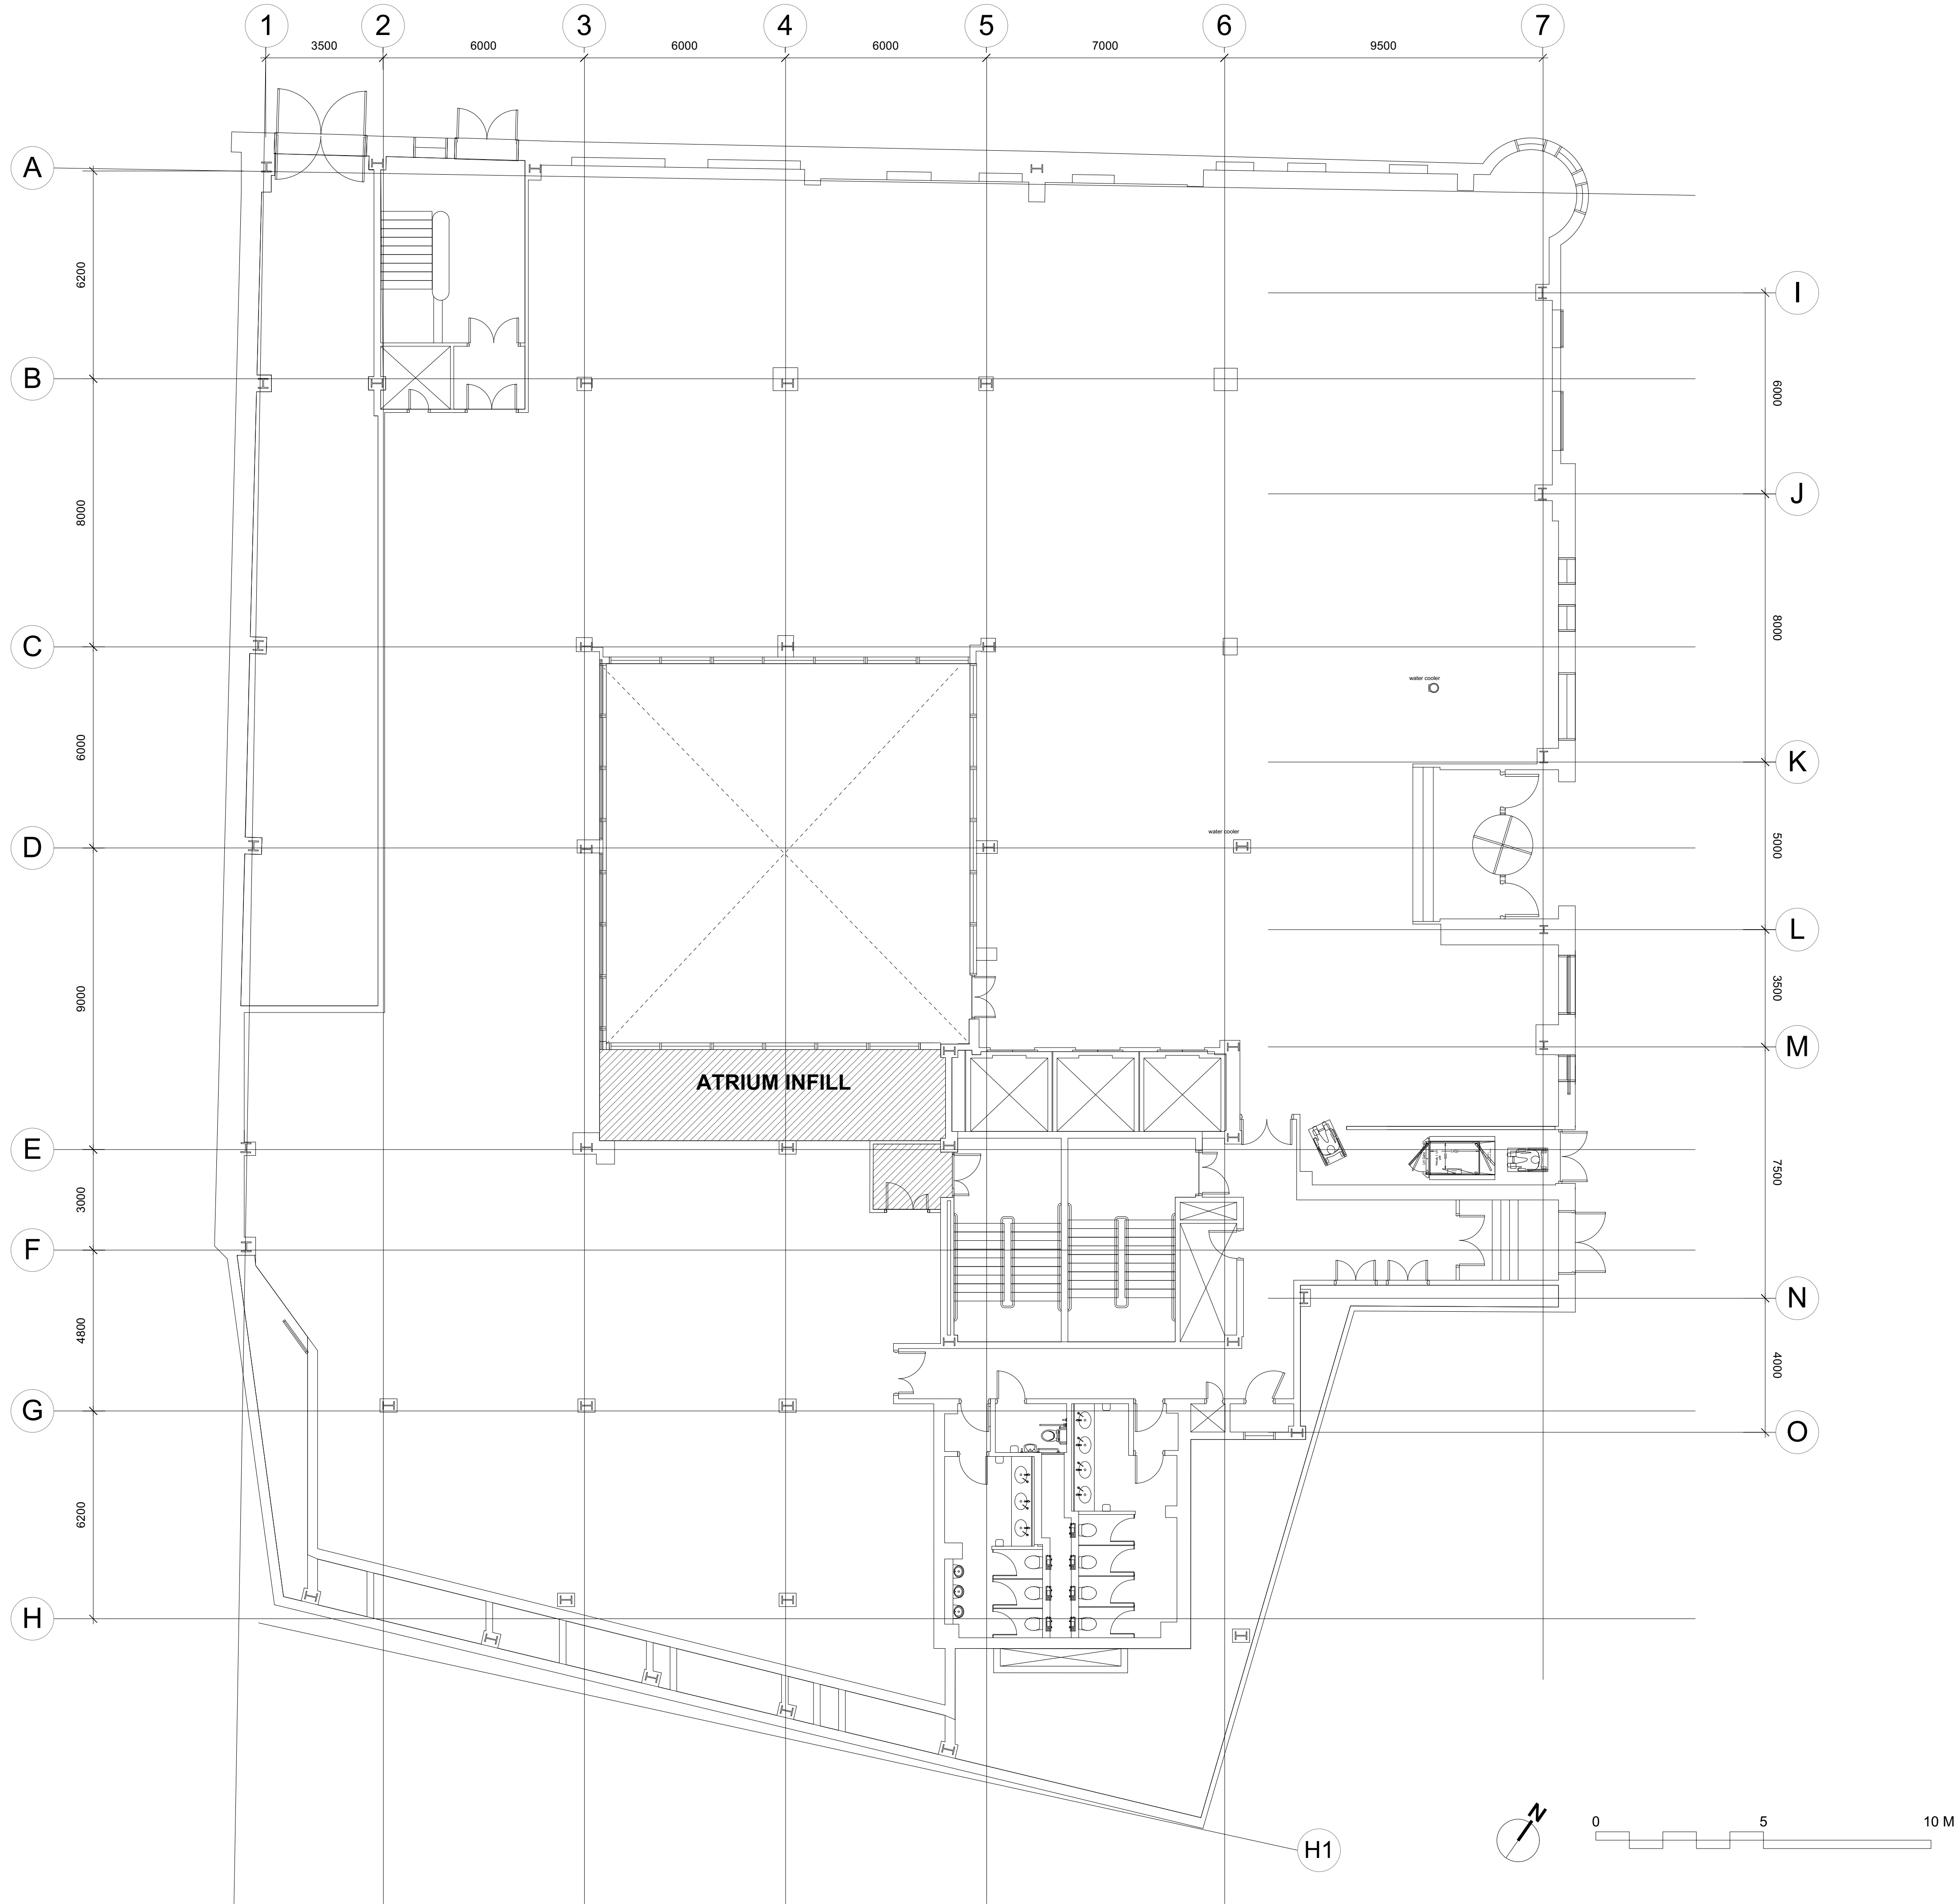 1 2 3 4 5 6 7
3500 6000 6000 6000 7000 9500
A
6200
I
B
6000
J
8000
C
8000
water cooler
6000
K
D
water cooler
5000
L
9000
3500
M
ATRIUM INFILL
E
7500
3000
F
N
4800
4000
G
O
6200
H
N
0 5 10 M
H1